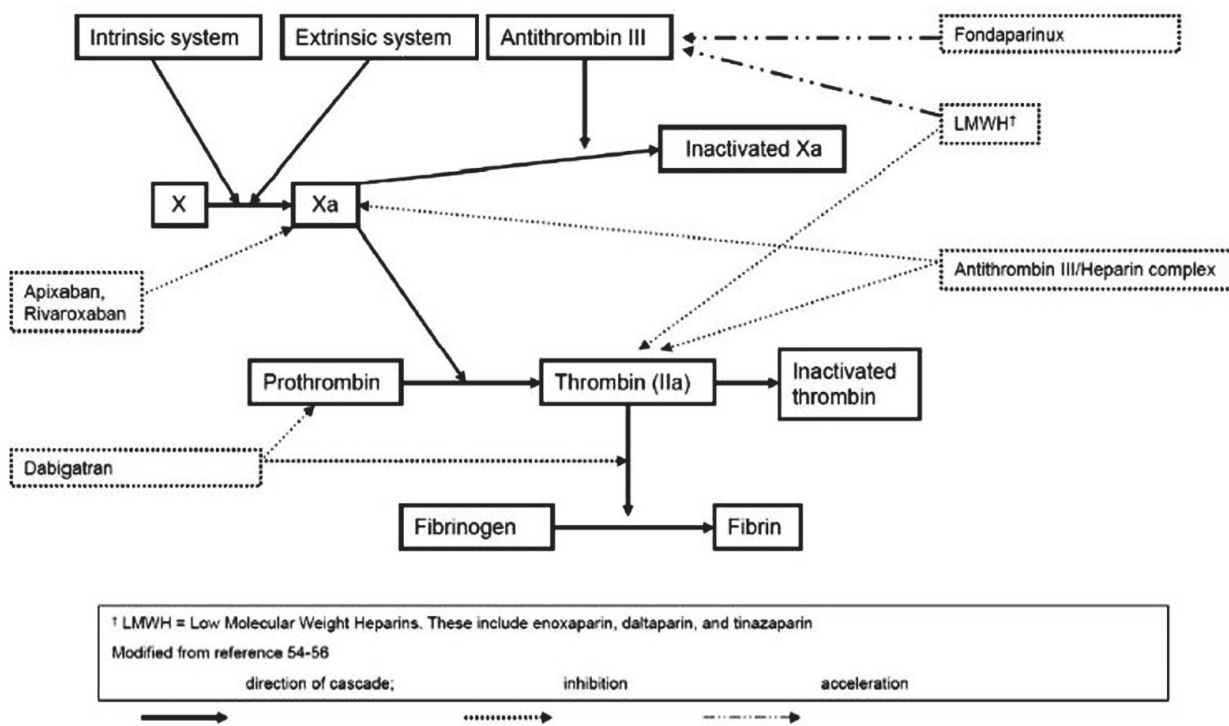 Intrinsic system
Extrinsic system
Antithrombin III
Fondaparinux
LMWH†
Inactivated Xa
X
Xa
Antithrombin III/Heparin complex
Apixaban,
Rivaroxaban
Prothrombin
Thrombin (IIa)
Inactivated
thrombin
Dabigatran
Fibrinogen
Fibrin
† LMWH = Low Molecular Weight Heparins. These include enoxaparin, daltaparin, and tinazaparin
Modified from reference 54-56
direction of cascade; inhibition acceleration